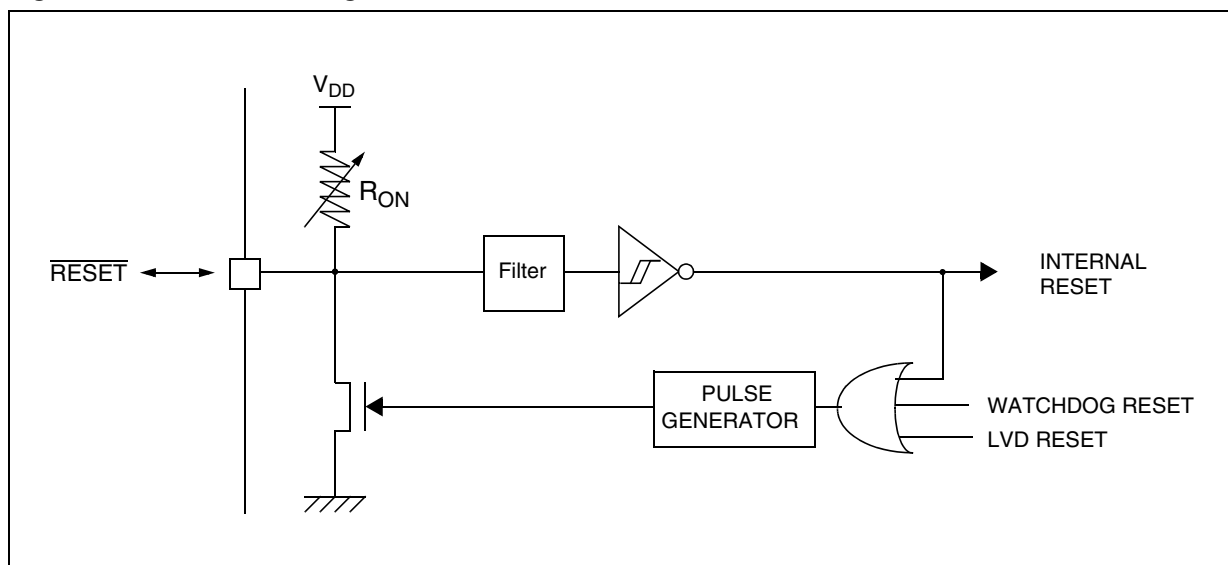 VDD
RON
RESET
Filter
INTERNAL
RESET
PULSE
GENERATOR
WATCHDOG RESET
LVD RESET